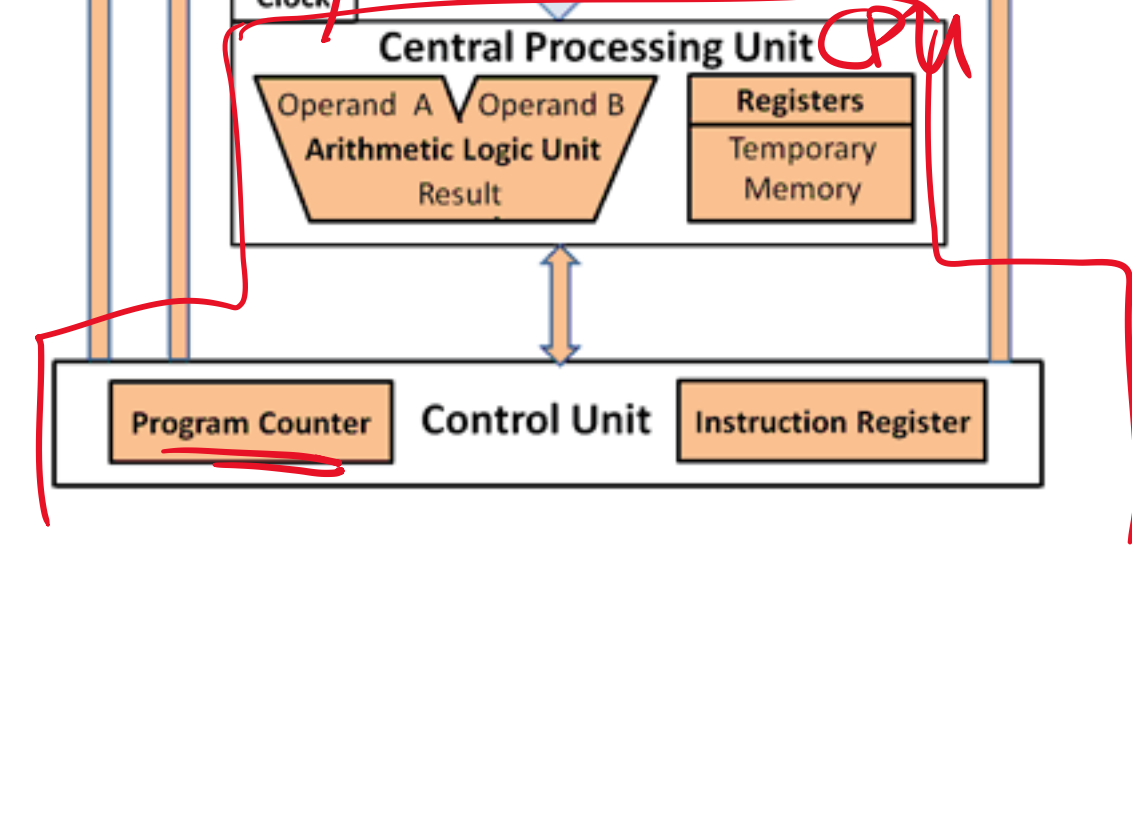 Clock
Central Processing Unit CPU
Operand A Operand B
Arithmetic Logic Unit
Result
Registers
Temporary
Memory
Program Counter
Control Unit
Instruction Register